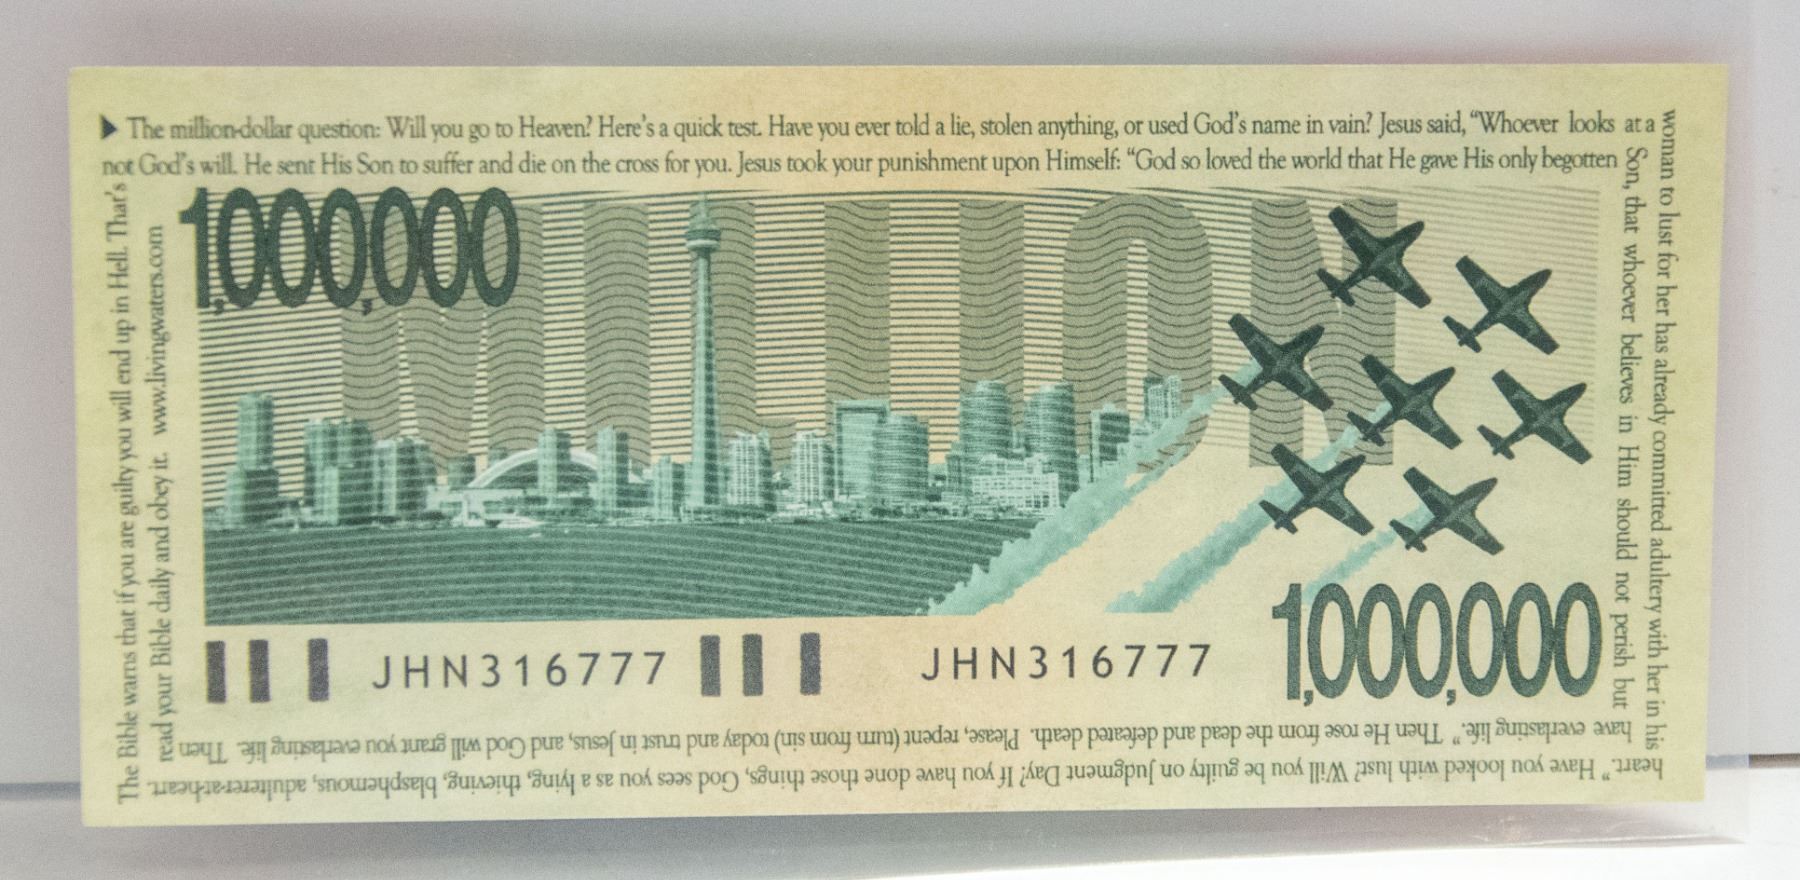 The million-dollar question: Will you go to Heaven? Here's a quick test. Have you ever told a lie, stolen anything, or used God's name in vain? Jesus said, “Whoever looks at a
woman to lust for her has already committed adultery with her in his
heart.” Have you looked with lust? Will you be guilty on Judgment Day? If you have done those things, God sees you as a lying, thieving, blasphemous, adulterer-at-heart.
The Bible warns that if you are guilty you will end up in Hell. That's
not God's will. He sent His Son to suffer and die on the cross for you. Jesus took your punishment upon Himself: “God so loved the world that He gave His only begotten
Son, that whoever believes in Him should not perish but
have everlasting life.” Then He rose from the dead and defeated death. Please, repent (turn from sin) today and trust in Jesus, and God will grant you everlasting life. Then
read your Bible daily and obey it. www.livingwaters.com
1,000,000
MILLION
JHN316777
JHN316777
1,000,000